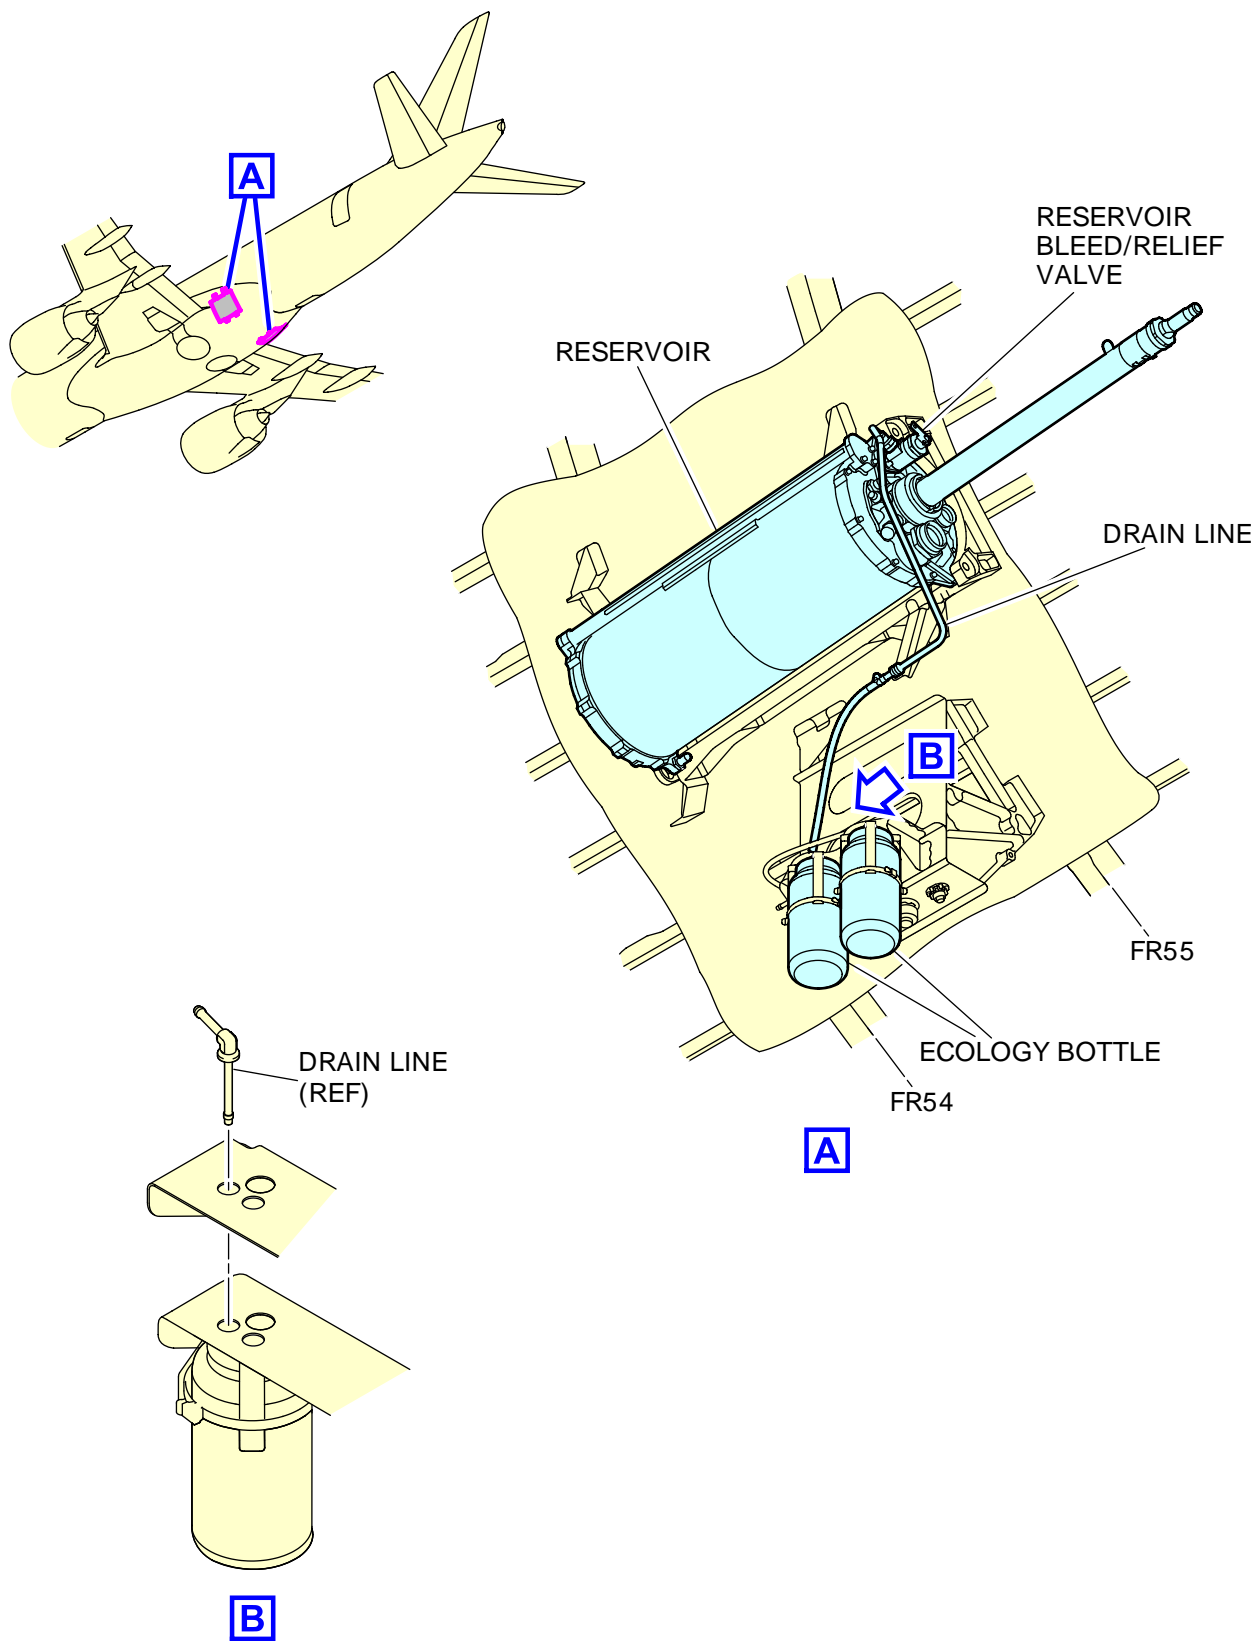 A
RESERVOIR
BLEED/RELIEF
VALVE
RESERVOIR
DRAIN LINE
B
FR55
ECOLOGY BOTTLE
FR54
A
DRAIN LINE
(REF)
B